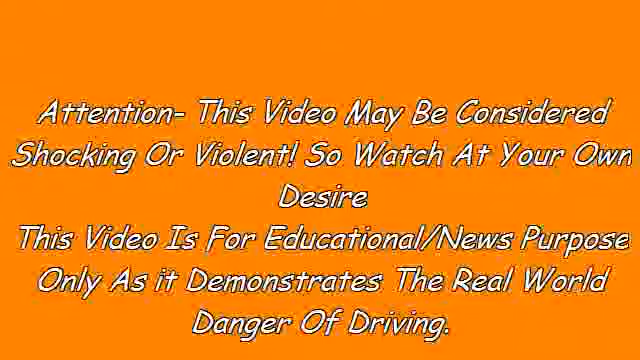 Attention- This Video May Be Considered
Shocking Or Violent! So Watch At Your Own
Desire
This Video Is For Educational/News Purpose
Only As it Demonstrates The Real World
Danger Of Driving.